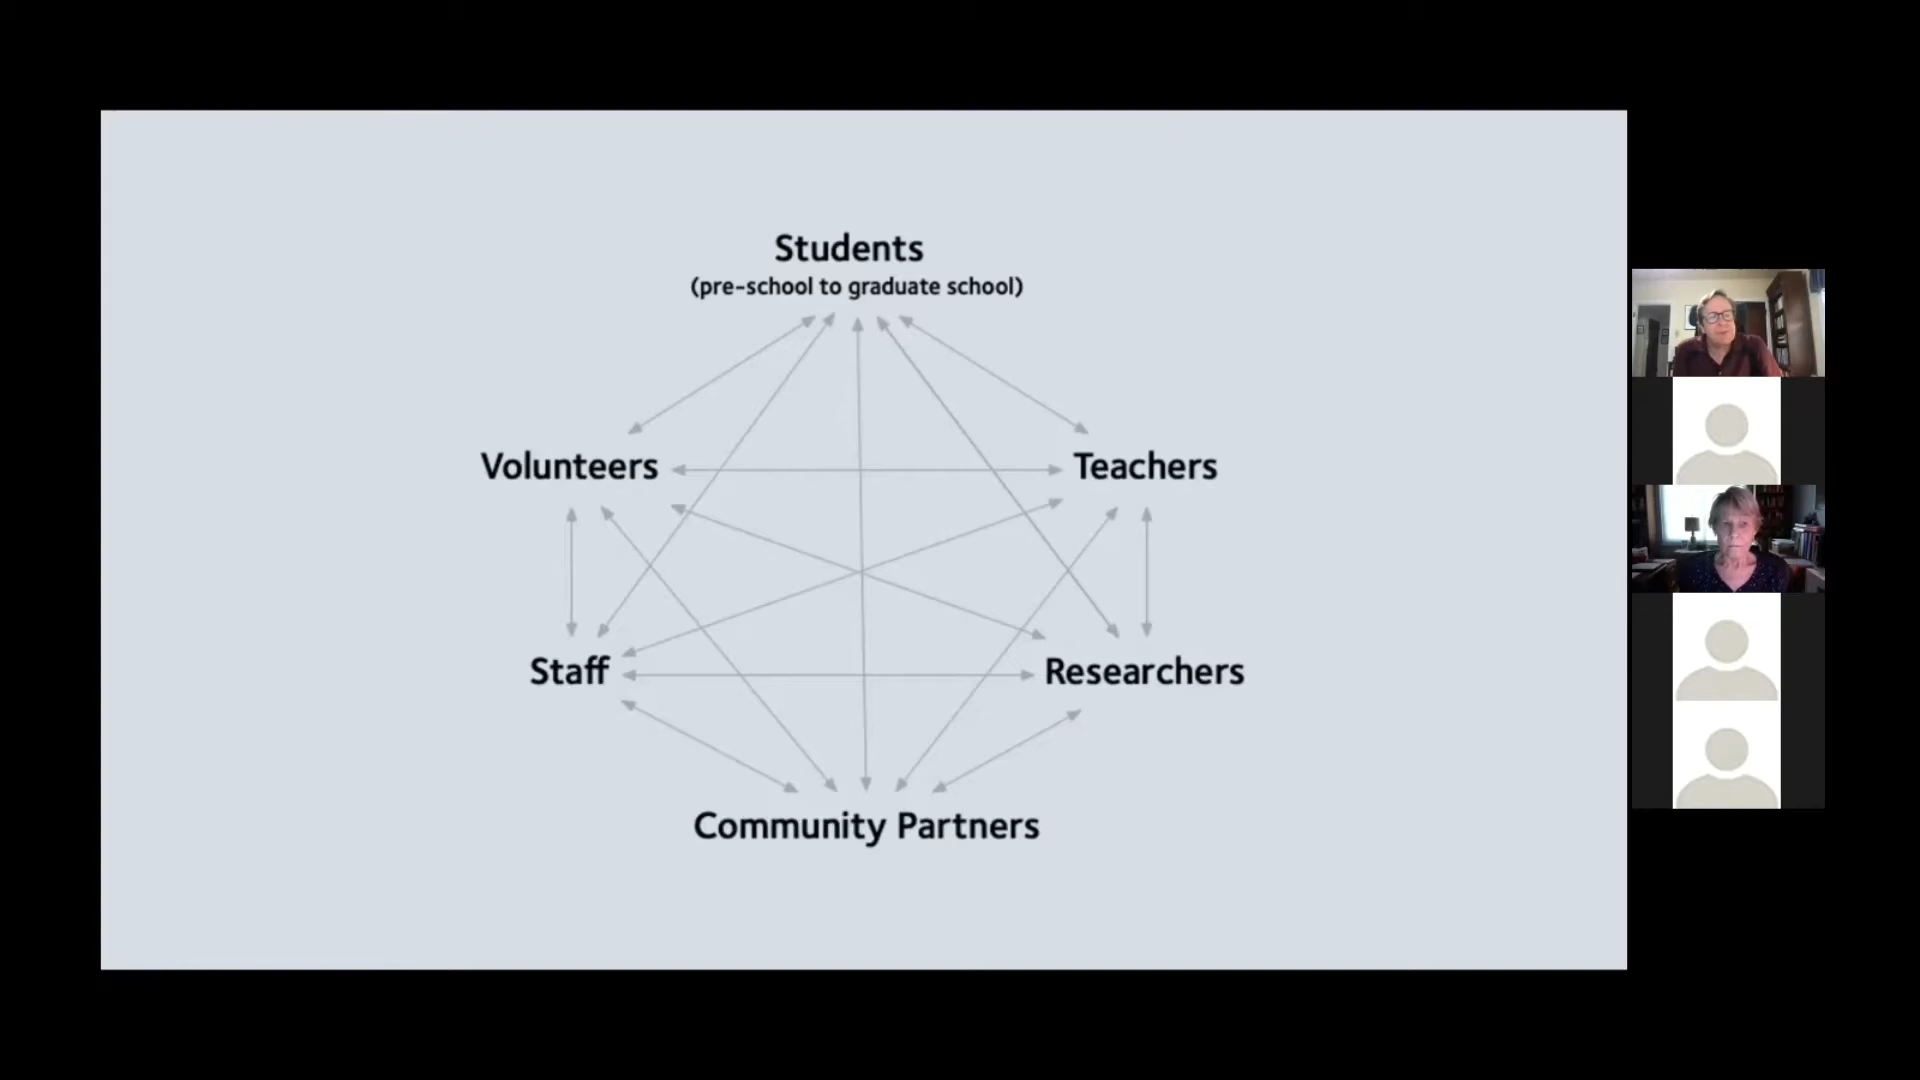 Students
(pre-school to graduate school)
Volunteers
Teachers
Staff
Researchers
Community Partners